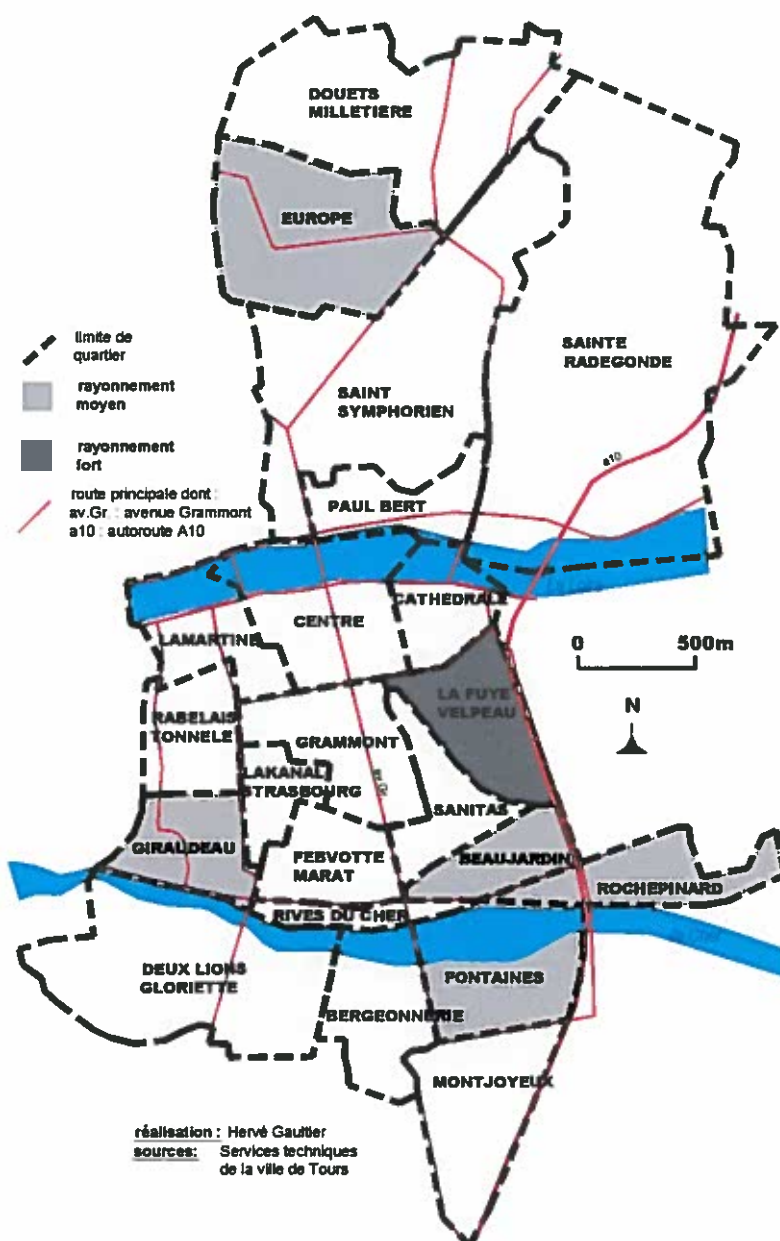 DOUETS
MILLETIERE
EUROPE
limite de
quartier
rayonnement
moyen
rayonnement
fort
route principale dont :
av.Gr. : avenue Grammont
a10 : autoroute A10
SAINTE
RADEGONDE
SAINT
SYMPHORIEN
a10
PAUL BERT
CATHEDRALE
CENTRE
LAMARTINE
0 500m
N
LA FUYE
VELPEAU
RABELAIS
TONNELE
GRAMMONT
av.Gr
LAKANAL
STRASBOURG
SANITAS
GIRALDEAU
FEBVOTTE
MARAT
BEAUJARDIN
ROCHEPINARD
RIVES DU CHER
DEUX LIONS
GLORIETTE
FONTAINES
BERGEONNERIE
MONTJOYEUX
réalisation : Hervé Gaultier
sources: Services techniques
de la ville de Tours